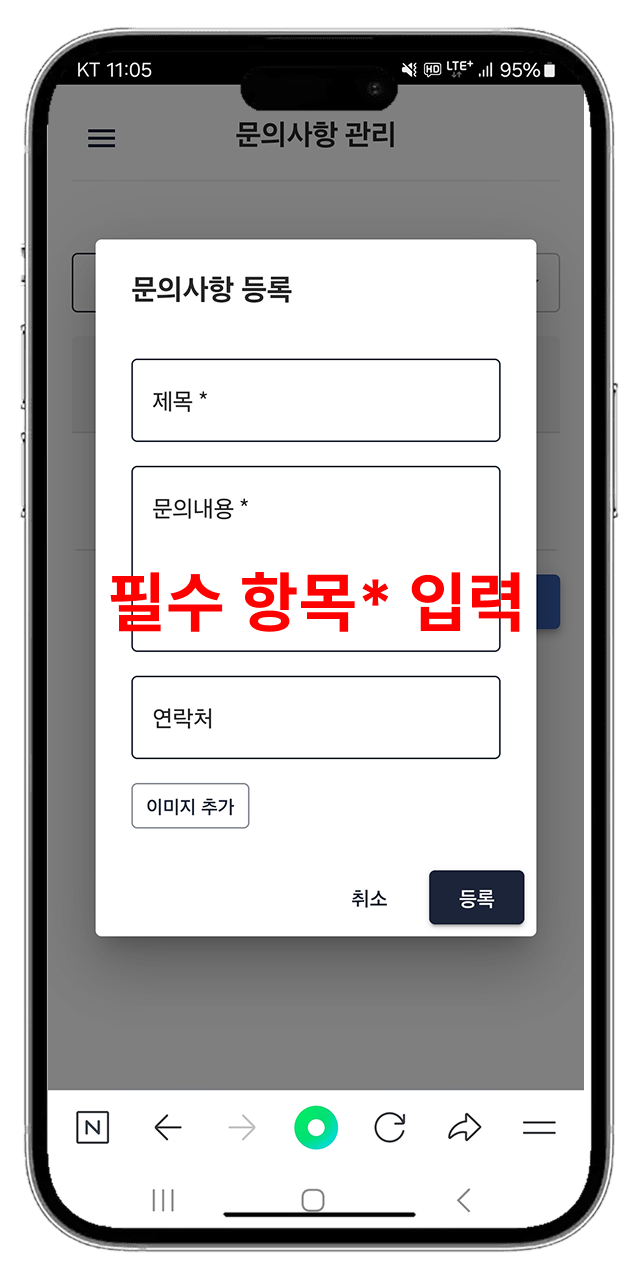 KT 11:05 HD LTE+ 95%
문의사항 관리
문의사항 등록
제목 *
문의내용 *
필수 항목* 입력
연락처
이미지 추가
취소 등록
N